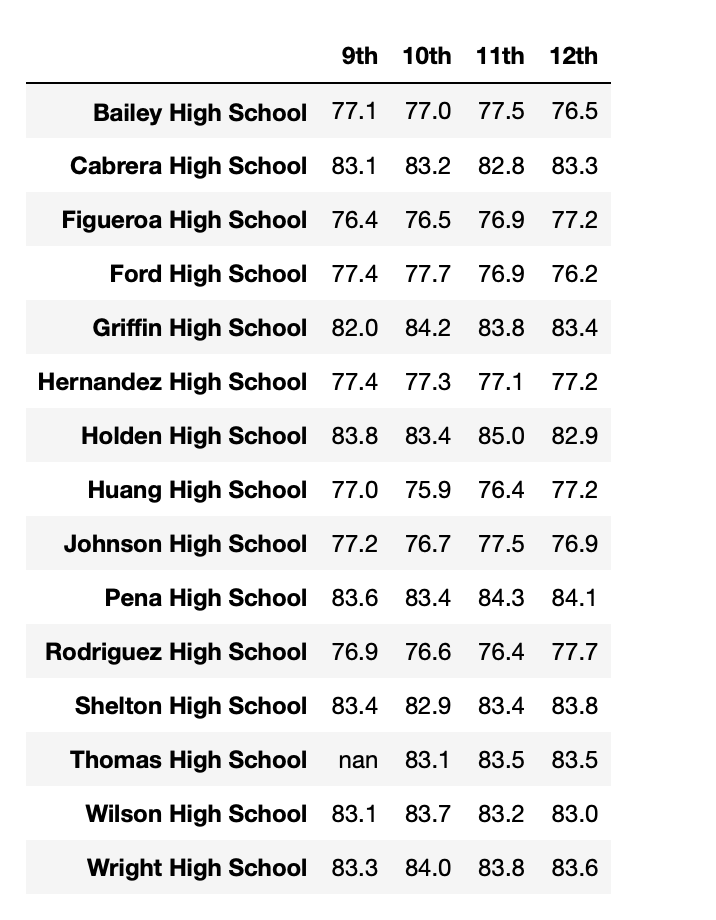 9th 10th 11th 12th
Bailey High School 77.1 77.0 77.5 76.5
Cabrera High School 83.1 83.2 82.8 83.3
Figueroa High School 76.4 76.5 76.9 77.2
Ford High School 77.4 77.7 76.9 76.2
Griffin High School 82.0 84.2 83.8 83.4
Hernandez High School 77.4 77.3 77.1 77.2
Holden High School 83.8 83.4 85.0 82.9
Huang High School 77.0 75.9 76.4 77.2
Johnson High School 77.2 76.7 77.5 76.9
Pena High School 83.6 83.4 84.3 84.1
Rodriguez High School 76.9 76.6 76.4 77.7
Shelton High School 83.4 82.9 83.4 83.8
Thomas High School nan 83.1 83.5 83.5
Wilson High School 83.1 83.7 83.2 83.0
Wright High School 83.3 84.0 83.8 83.6